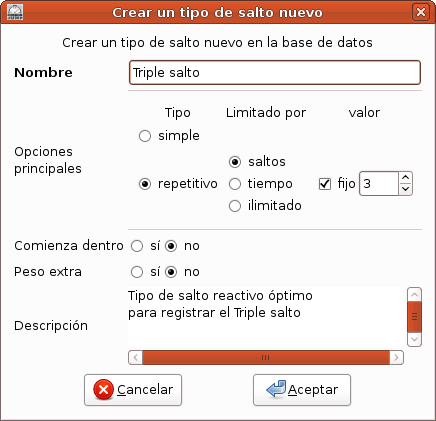 Crear un tipo de salto nuevo
Crear un tipo de salto nuevo en la base de datos
Nombre Triple salto
Tipo Limitado por valor
simple
Opciones
principales
saltos
repetitivo tiempo fijo 3
ilimitado
Comienza dentro sí no
Peso extra sí no
Descripción
Tipo de salto reactivo óptimo
para registrar el Triple salto
Cancelar Aceptar